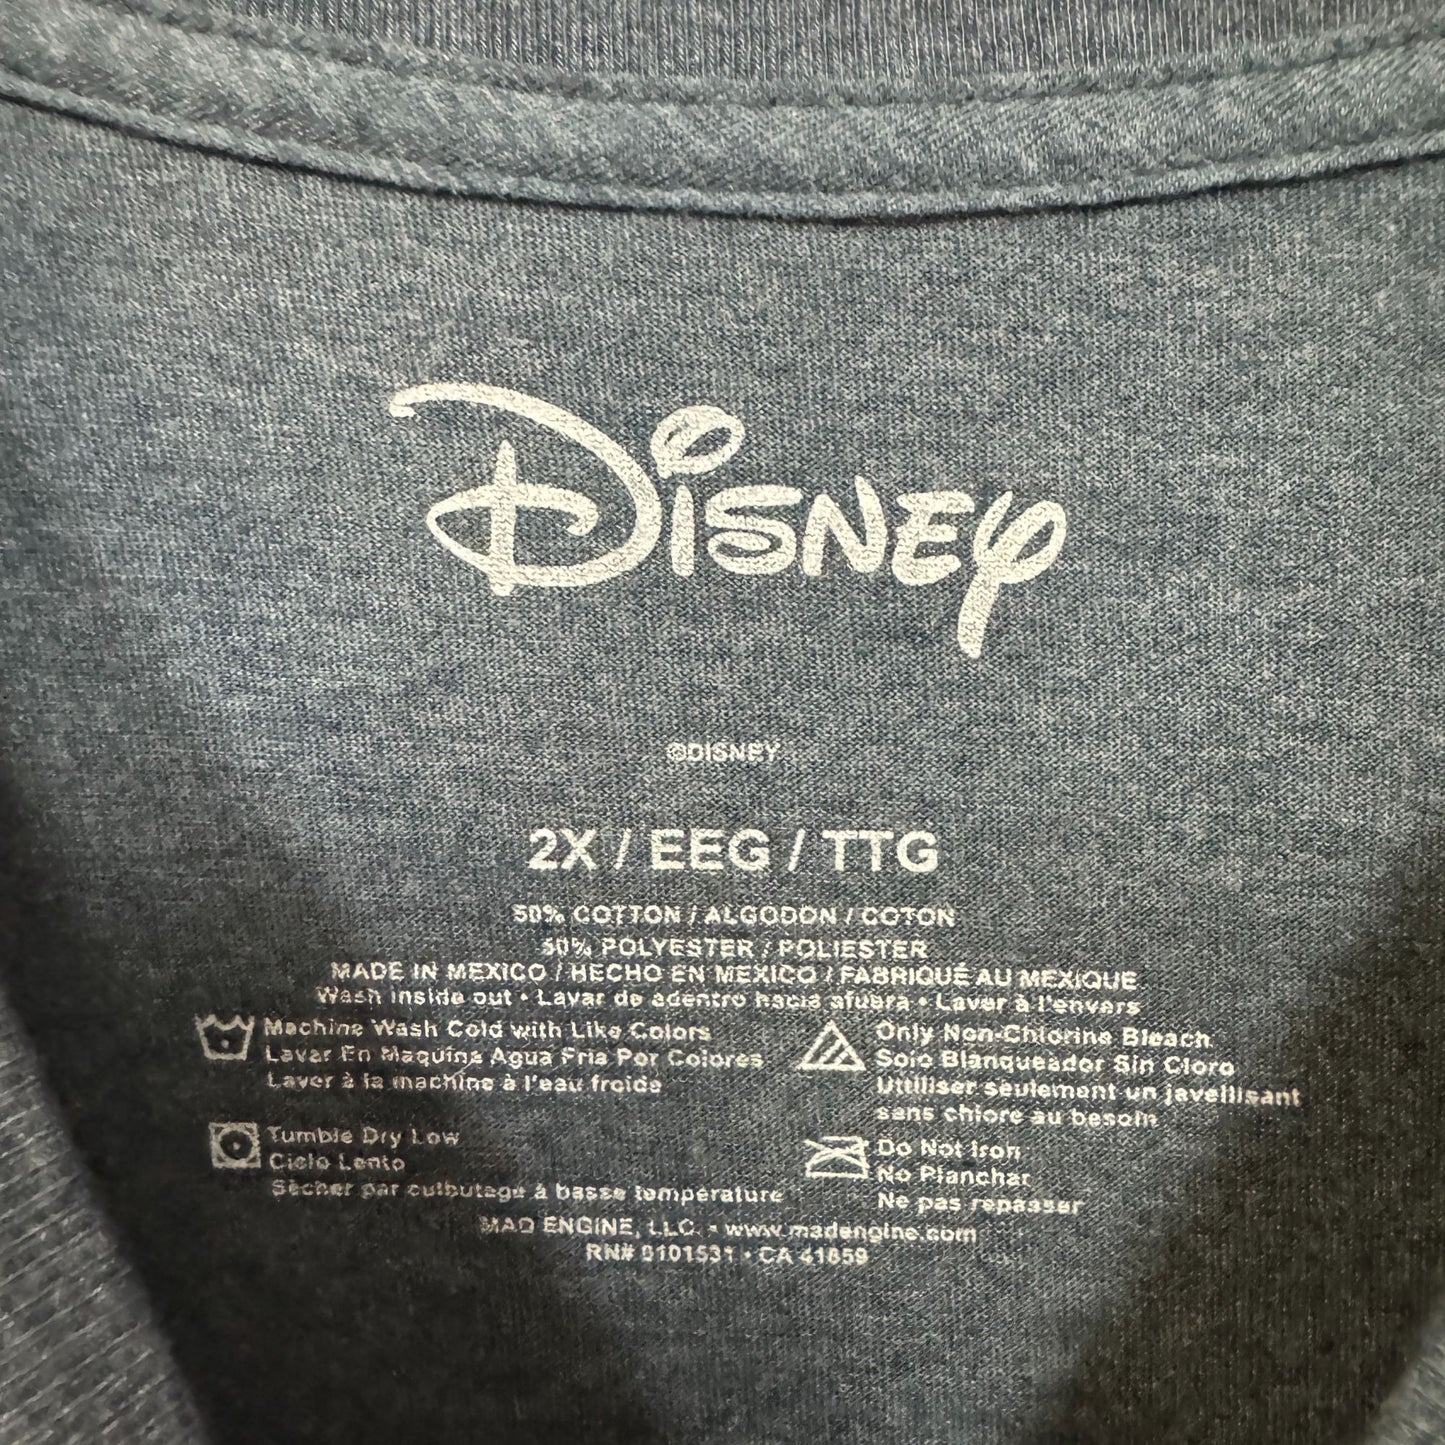 Disney
©DISNEY
2X / EEG / TTG
50% COTTON / ALGODON / COTON
50% POLYESTER / POLIESTER
MADE IN MEXICO / HECHO EN MEXICO / FABRIQUÉ AU MEXIQUE
Wash inside out • Lavar de adentro hacia afuera • Laver à l'envers
Machine Wash Cold with Like Colors
Lavar En Maquina Agua Fria Por Colores
Laver à la machine à l'eau froide
Only Non-Chlorine Bleach
Solo Blanqueador Sin Cloro
Utiliser seulement un javellisant
sans chlore au besoin
Tumble Dry Low
Ciclo Lento
Sécher par culbutage à basse température
Do Not Iron
No Planchar
Ne pas repasser
MAD ENGINE, LLC. • www.madengine.com
RN# 0101531 • CA 41859